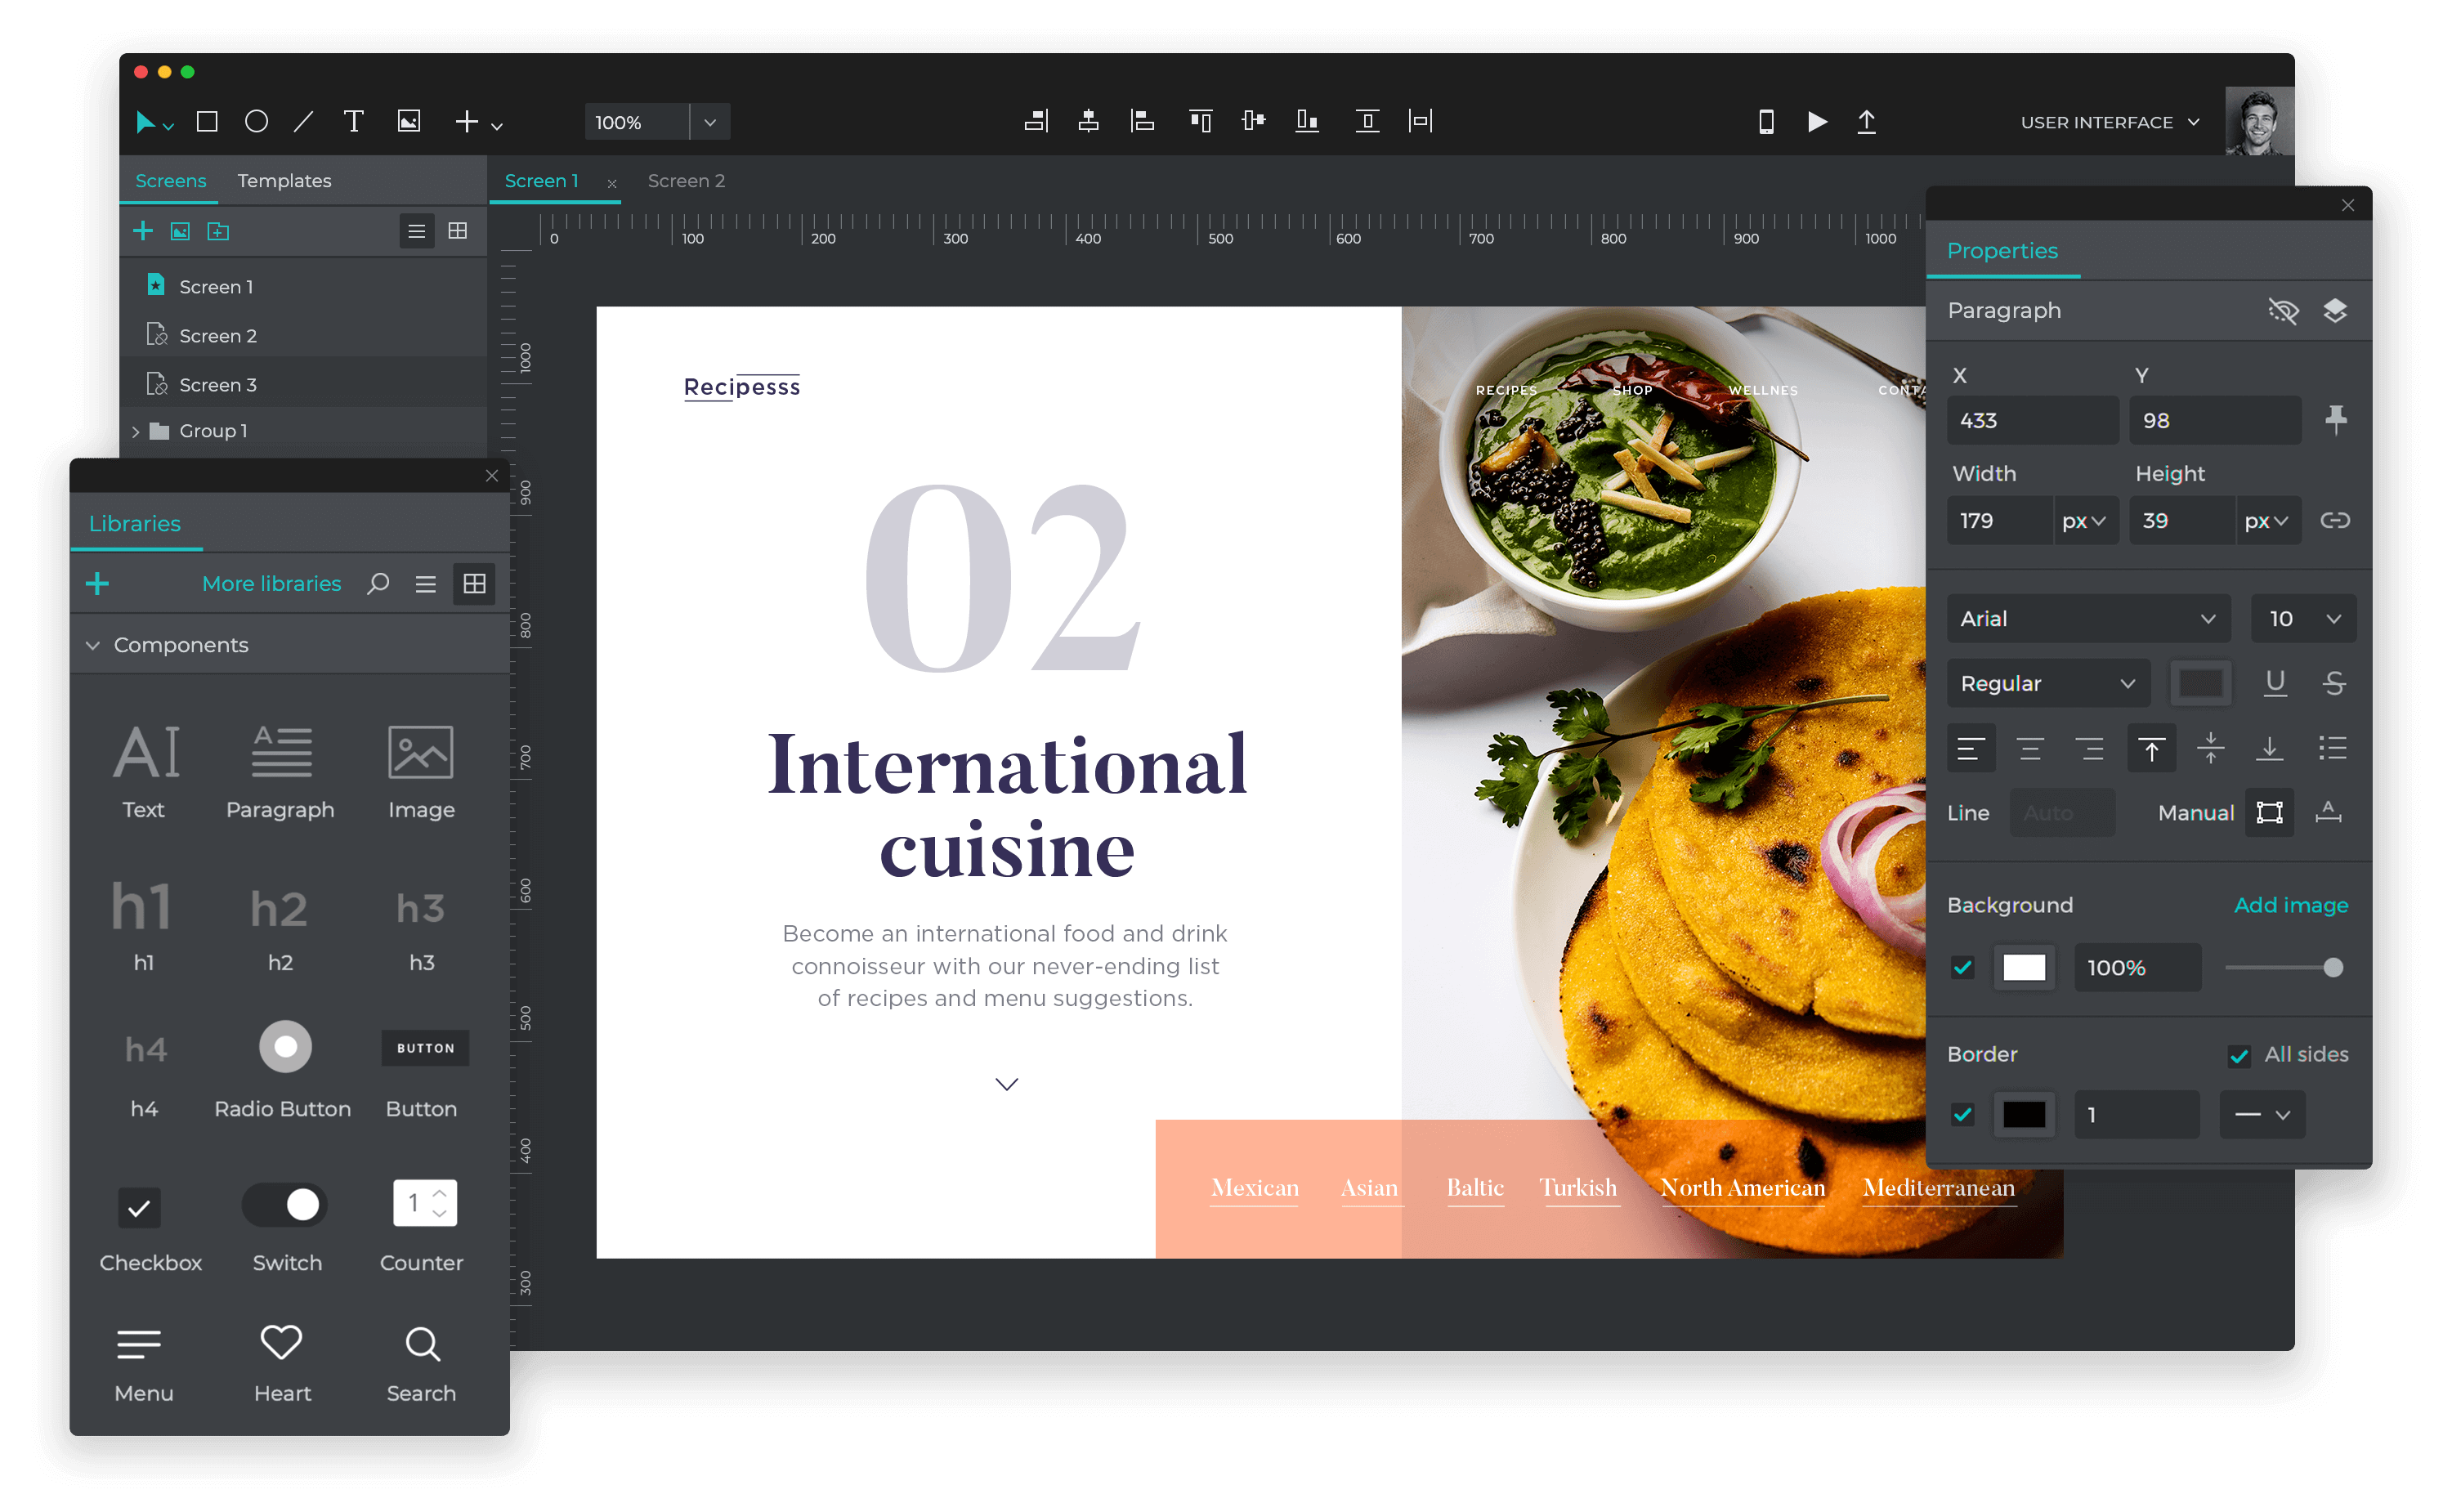 100%
USER INTERFACE
Screens Templates
Screen 1 Screen 2
0 100 200 300 400 500 600 700 800 900 1000
Screen 1
Screen 2
Screen 3
Group 1
Libraries
More libraries
Components
AI A
Text Paragraph Image
h1 h2 h3
h1 h2 h3
h4 BUTTON
h4 Radio Button Button
1
Checkbox Switch Counter
Menu Heart Search
1000
900
800
700
600
500
400
300
Recipesss
RECIPES SHOP WELLNES CONTA
02
International
cuisine
Become an international food and drink
connoisseur with our never-ending list
of recipes and menu suggestions.
Mexican Asian Baltic Turkish North American Mediterranean
Properties
Paragraph
X Y
433 98
Width Height
179 px 39 px
Arial 10
Regular U S
Line Auto Manual A
Background Add image
100%
Border All sides
1